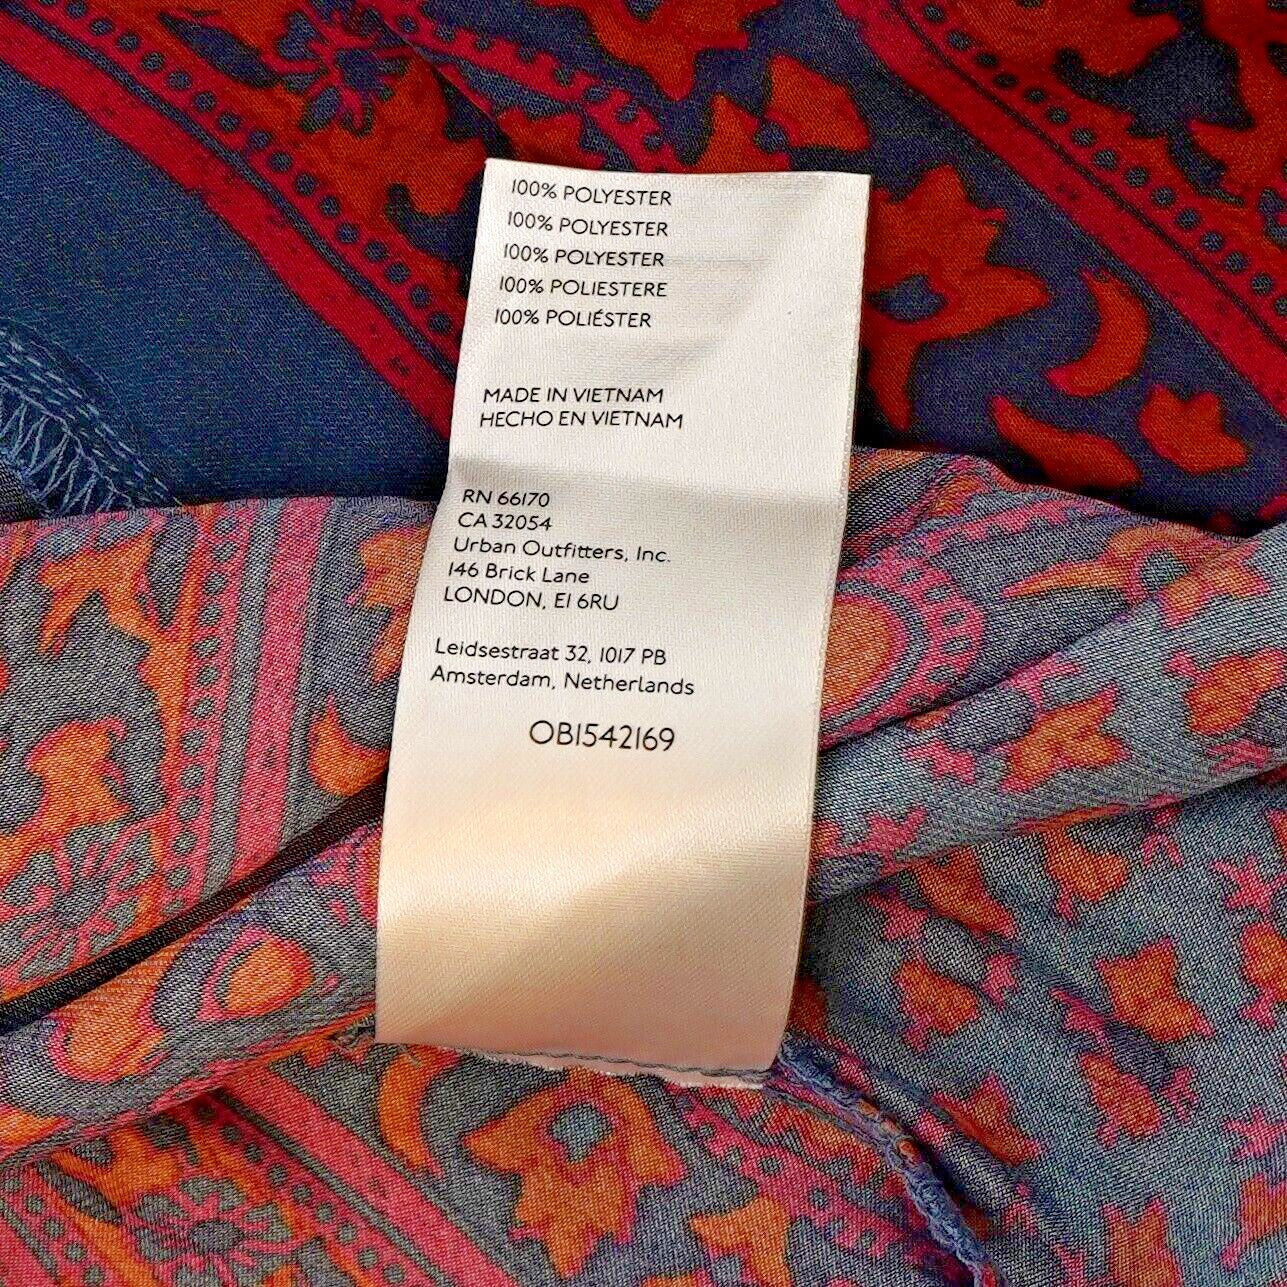 100% POLYESTER
100% POLYESTER
100% POLYESTER
100% POLIESTERE
100% POLIÉSTER
MADE IN VIETNAM
HECHO EN VIETNAM
RN 66170
CA 32054
Urban Outfitters, Inc.
146 Brick Lane
LONDON, E1 6RU
Leidsestraat 32, 1017 PB
Amsterdam, Netherlands
OB1542169